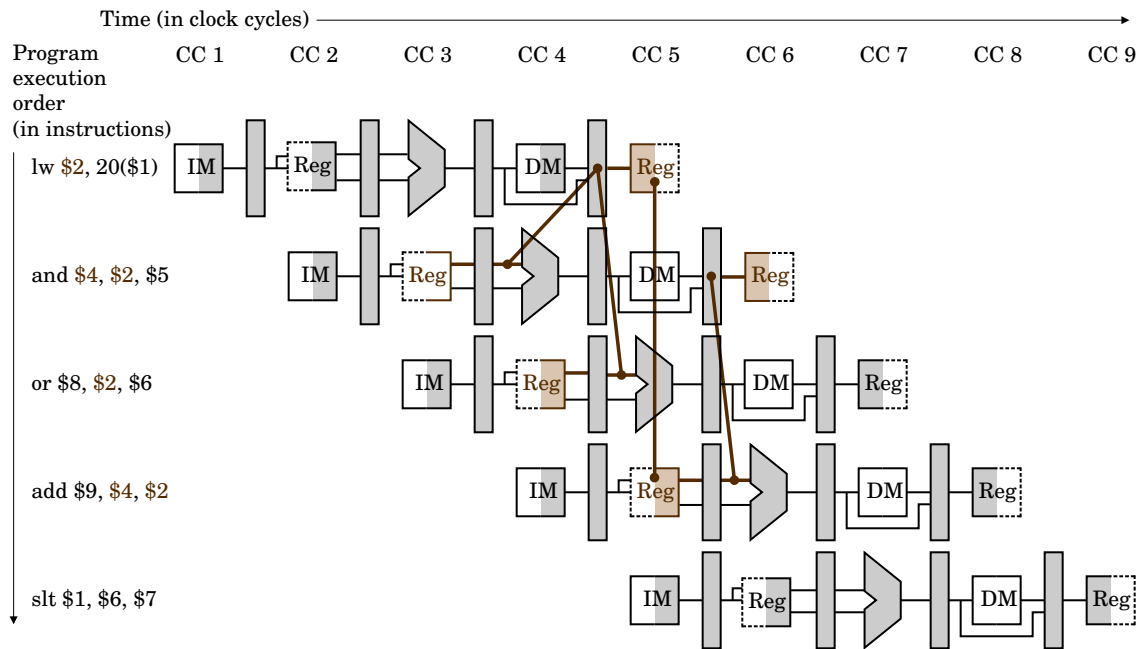 Time (in clock cycles)
Program
execution
order
(in instructions)
CC 1 CC 2 CC 3 CC 4 CC 5 CC 6 CC 7 CC 8 CC 9
lw $2, 20($1) IM Reg DM Reg
and $4, $2, $5 IM Reg DM Reg
or $8, $2, $6 IM Reg DM Reg
add $9, $4, $2 IM Reg DM Reg
slt $1, $6, $7 IM Reg DM Reg